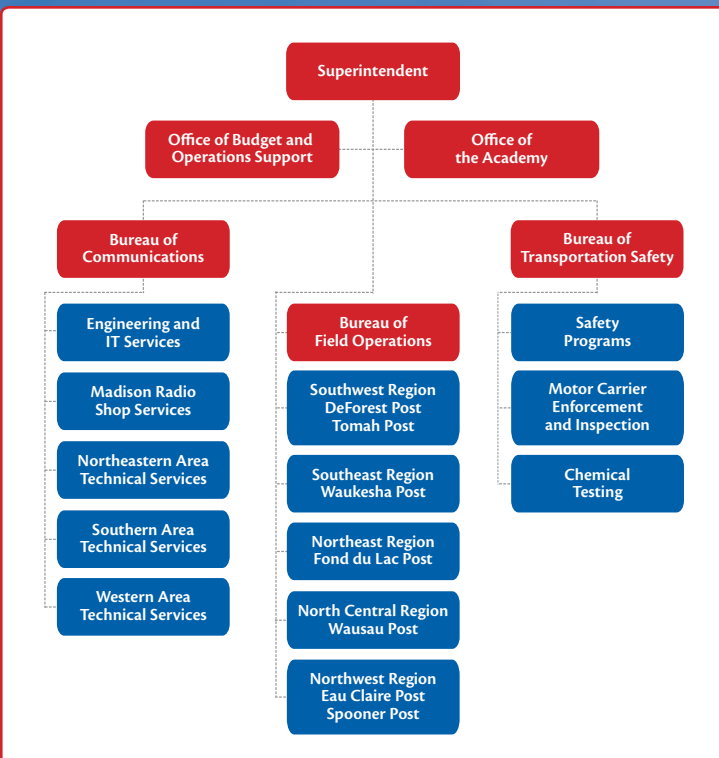 Superintendent
Office of Budget and
Operations Support
Office of
the Academy
Bureau of
Communications
Engineering and
IT Services
Madison Radio
Shop Services
Northeastern Area
Technical Services
Southern Area
Technical Services
Western Area
Technical Services
Bureau of
Field Operations
Southwest Region
DeForest Post
Tomah Post
Southeast Region
Waukesha Post
Northeast Region
Fond du Lac Post
North Central Region
Wausau Post
Northwest Region
Eau Claire Post
Spooner Post
Bureau of
Transportation Safety
Safety
Programs
Motor Carrier
Enforcement
and Inspection
Chemical
Testing